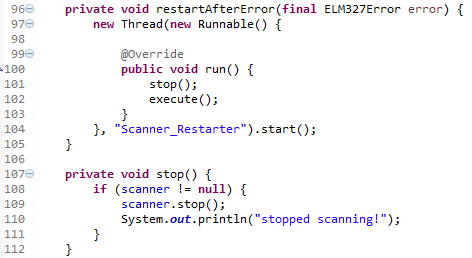 96 private void restartAfterError(final ELM327Error error) {
97 new Thread(new Runnable() {
98
99 @Override
100 public void run() {
101 stop();
102 execute();
103 }
104 }, "Scanner_Restarter").start();
105 }
106
107 private void stop() {
108 if (scanner != null) {
109 scanner.stop();
110 System.out.println("stopped scanning!");
111 }
112 }